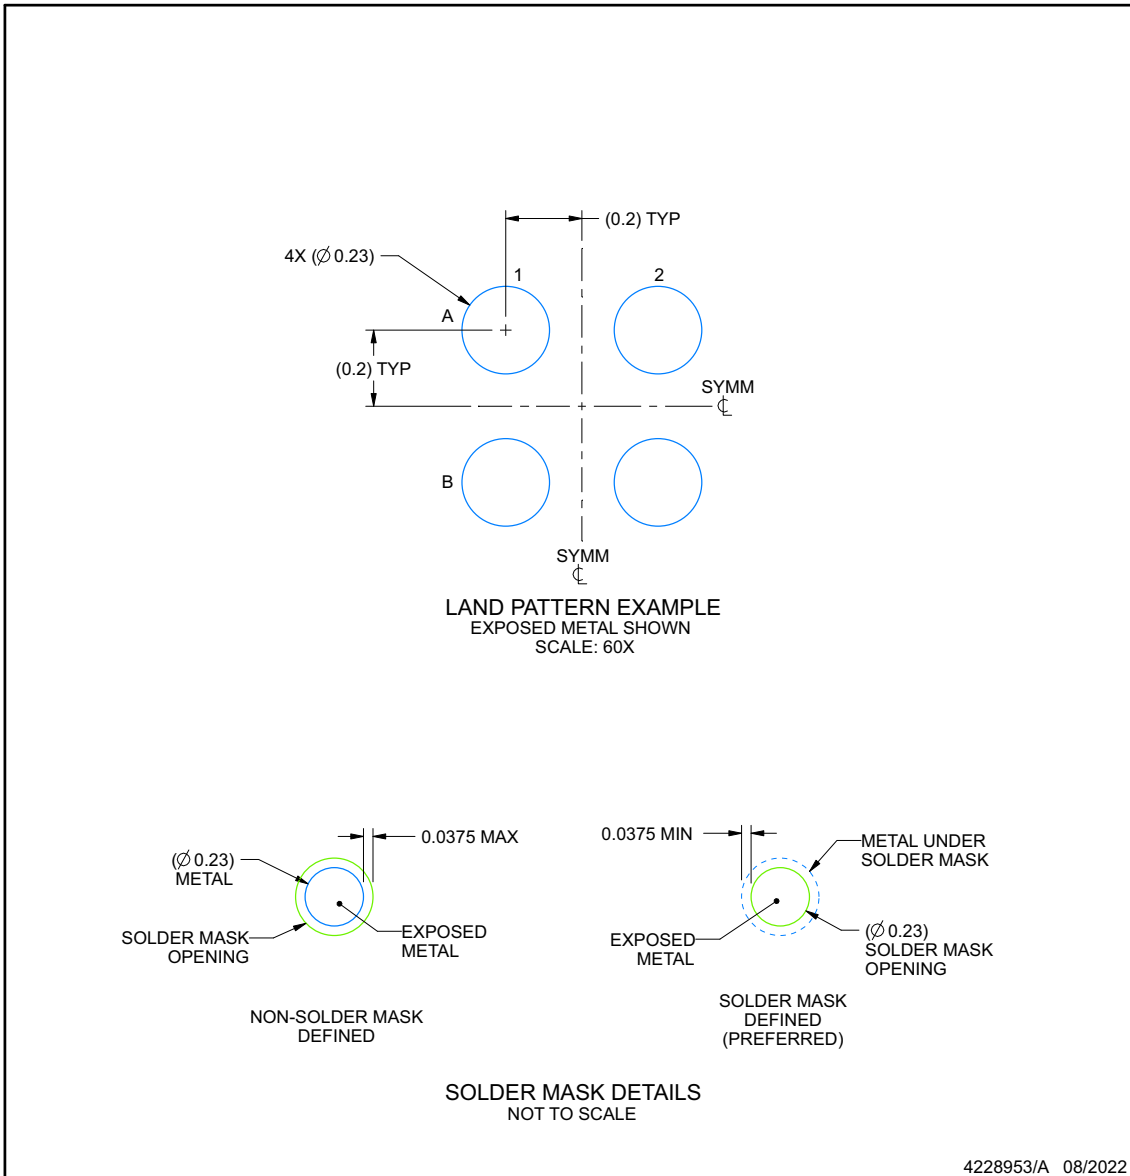 (0.2) TYP
4X (∅ 0.23)
1
2
A
(0.2) TYP
SYMM
℄
B
SYMM
℄
LAND PATTERN EXAMPLE
EXPOSED METAL SHOWN
SCALE: 60X
0.0375 MAX
(∅ 0.23)
METAL
SOLDER MASK
OPENING
EXPOSED
METAL
NON-SOLDER MASK
DEFINED
0.0375 MIN
METAL UNDER
SOLDER MASK
EXPOSED
METAL
(∅ 0.23)
SOLDER MASK
OPENING
SOLDER MASK
DEFINED
(PREFERRED)
SOLDER MASK DETAILS
NOT TO SCALE
4228953/A 08/2022